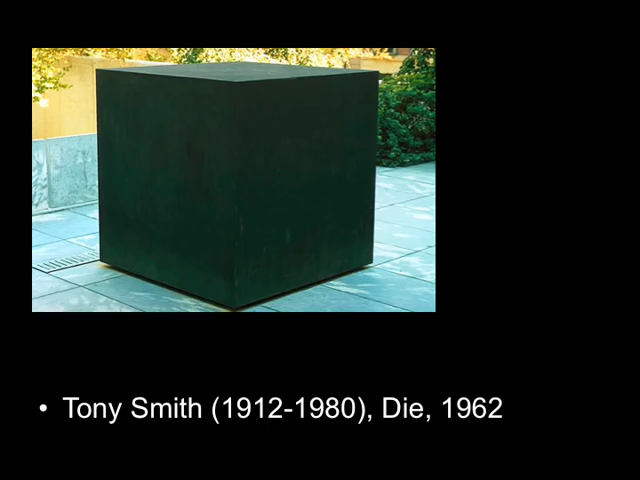 • Tony Smith (1912-1980), Die, 1962